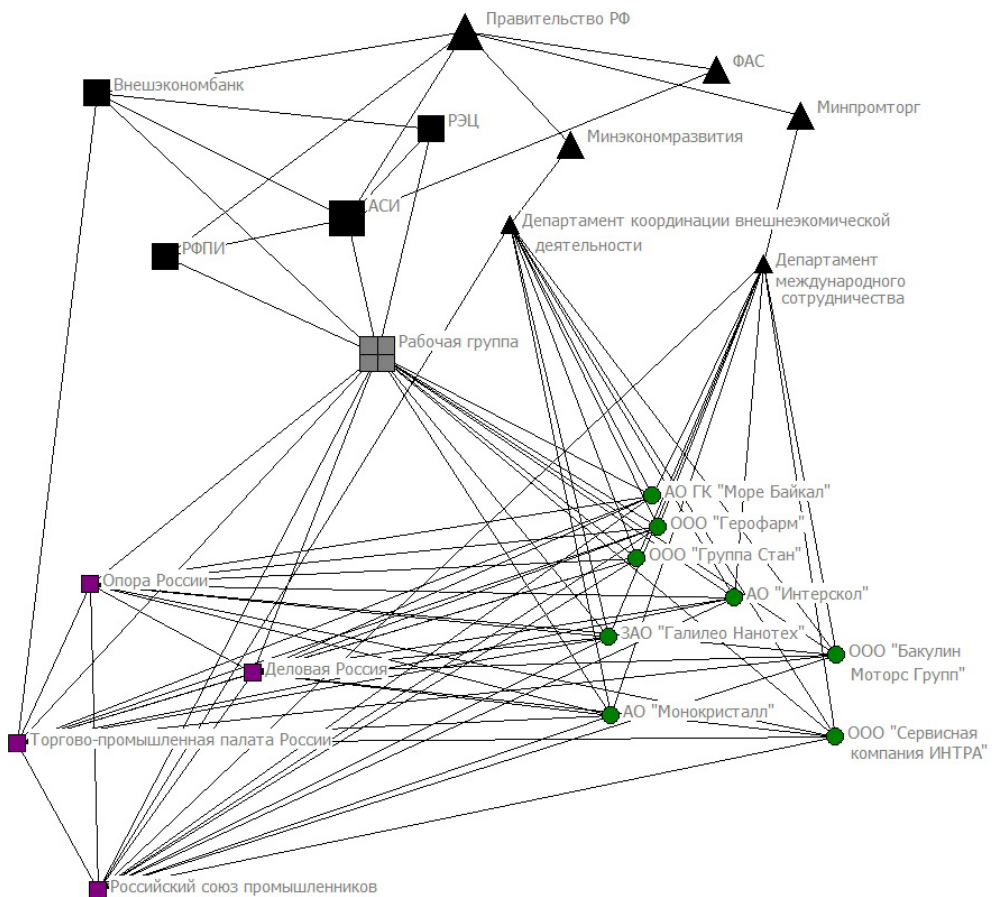 Правительство РФ
ФАС
Внешэкономбанк
Минпромторг
РЭЦ
Минэкономразвития
АСИ
Департамент координации внешнеэкомической
деятельности
РФПИ
Департамент
международного
сотрудничества
Рабочая группа
АО ГК "Море Байкал"
ООО "Герофарм"
ООО "Группа Стан"
Опора России
АО "Интерскол"
ЗАО "Галилео Нанотех"
ООО "Бакулин
Моторс Групп"
Деловая Россия
АО "Монокристалл"
Торгово-промышленная палата России
ООО "Сервисная
компания ИНТРА"
Российский союз промышленников